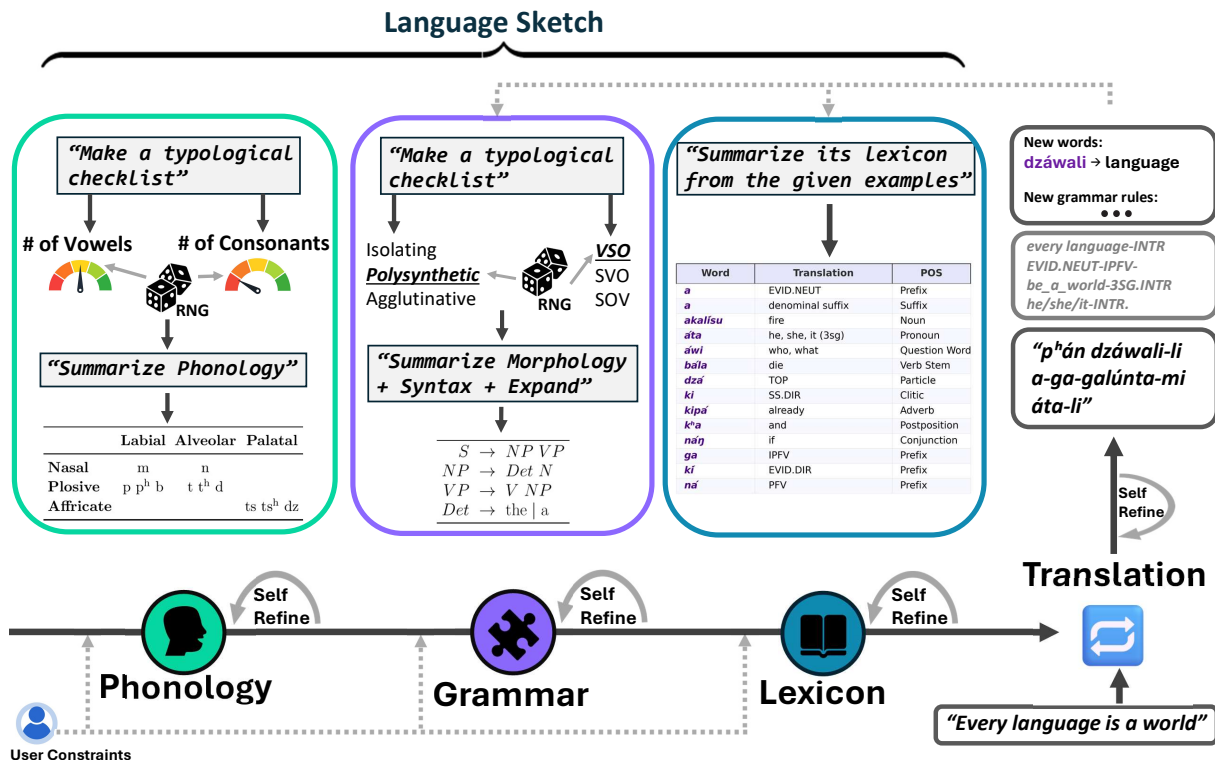 Language Sketch
“Make a typological
checklist”
# of Vowels # of Consonants
RNG
“Summarize Phonology”
Labial Alveolar Palatal
Nasal m n
Plosive p pʰ b t tʰ d
Affricate ts tsʰ dz
“Make a typological
checklist”
Isolating
Polysynthetic
Agglutinative
RNG
VSO
SVO
SOV
“Summarize Morphology
+ Syntax + Expand”
S → NP VP
NP → Det N
VP → V NP
Det → the | a
“Summarize its lexicon
from the given examples”
Word Translation POS
a EVID.NEUT Prefix
a denominal suffix Suffix
akalísu fire Noun
áta he, she, it (3sg) Pronoun
áwi who, what Question Word
bála die Verb Stem
dzá TOP Particle
ki SS.DIR Clitic
kipá already Adverb
kʰa and Postposition
náŋ if Conjunction
ga IPFV Prefix
kí EVID.DIR Prefix
ná PFV Prefix
New words:
dzáwali → language
New grammar rules:
•••
every language-INTR
EVID.NEUT-IPFV-
be_a_world-3SG.INTR
he/she/it-INTR.
“pʰán dzáwali-li
a-ga-galúnta-mi
áta-li”
Self
Refine
Translation
“Every language is a world”
Self
Refine
Phonology
Self
Refine
Grammar
Self
Refine
Lexicon
User Constraints